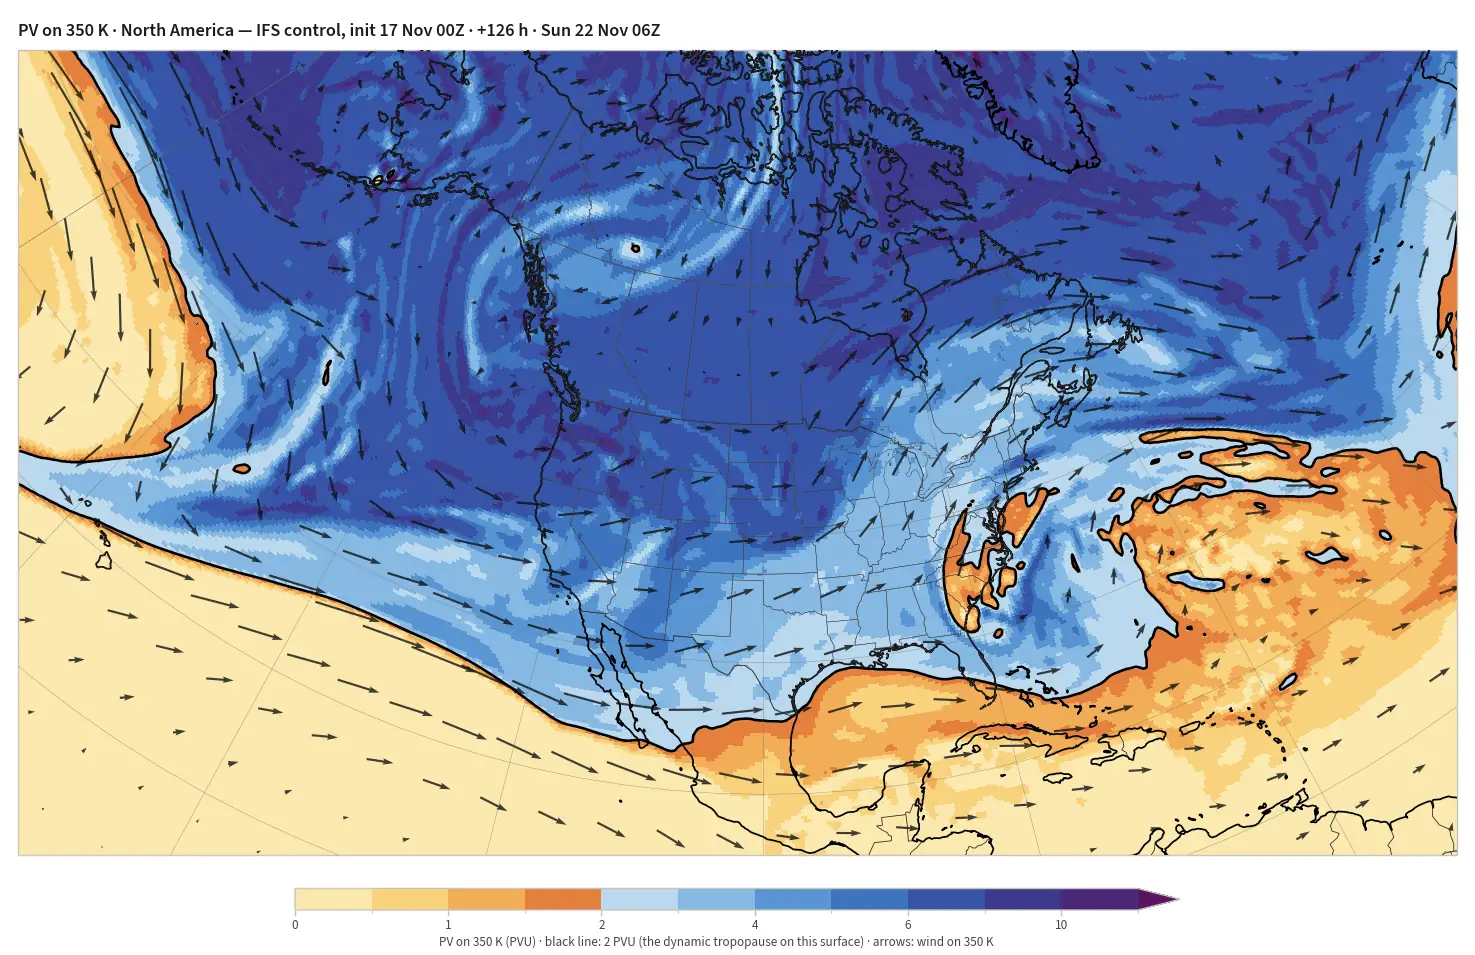 PV on 350 K · North America — IFS control, init 17 Nov 00Z · +126 h · Sun 22 Nov 06Z
0 1 2 4 6 10
PV on 350 K (PVU) · black line: 2 PVU (the dynamic tropopause on this surface) · arrows: wind on 350 K